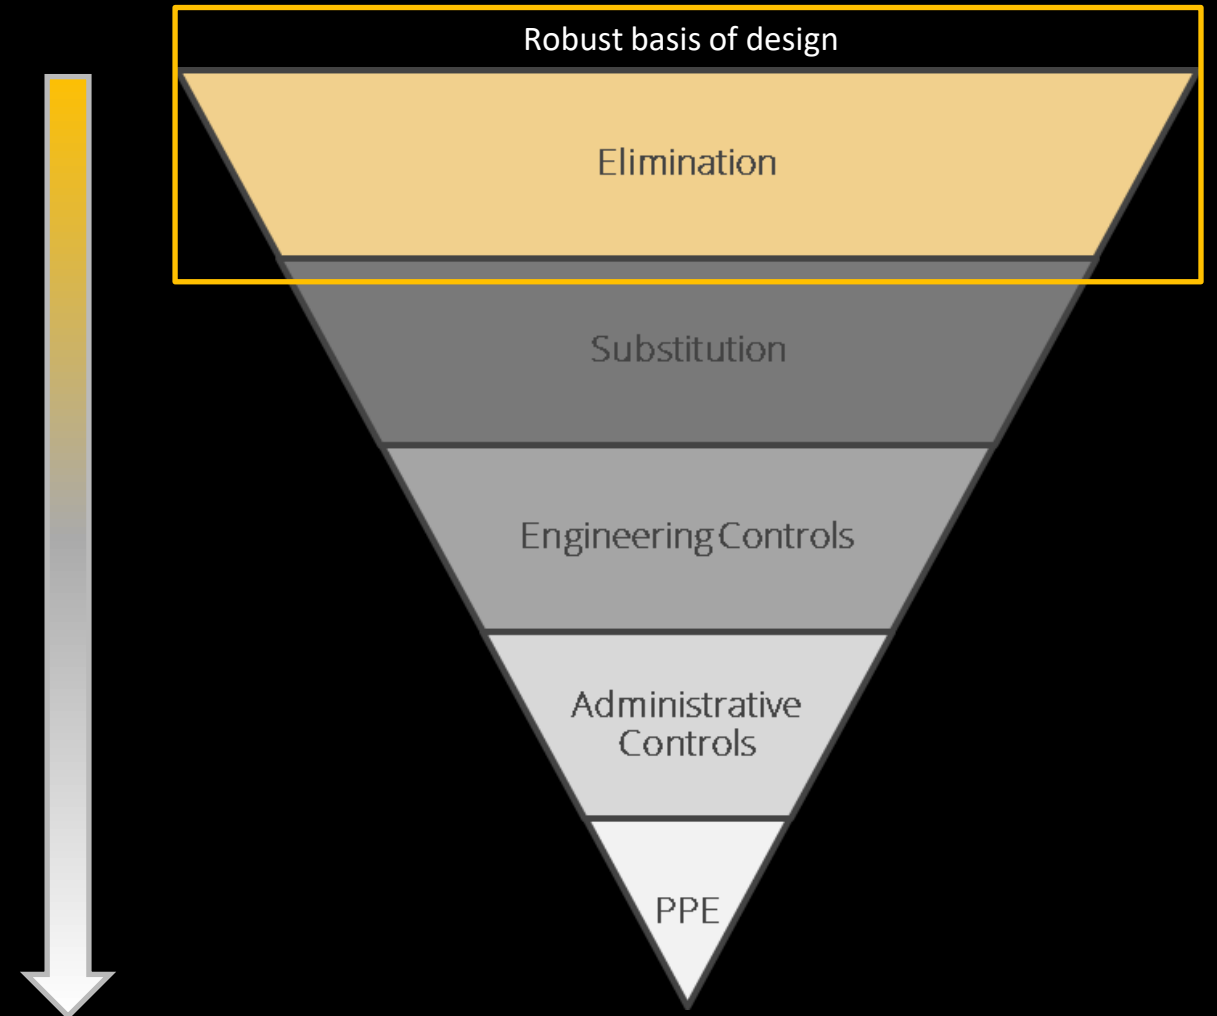 Robust basis of design
Elimination
Substitution
Engineering Controls
Administrative
Controls
PPE